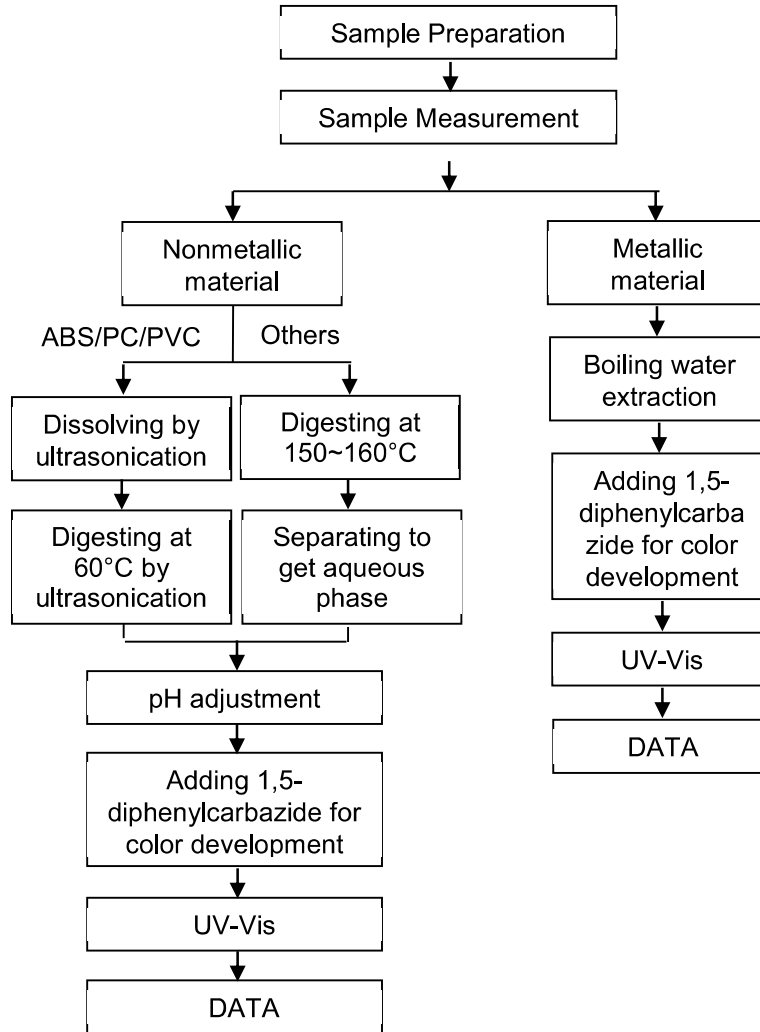 Sample Preparation
Sample Measurement
Nonmetallic
material
Metallic
material
ABS/PC/PVC
Others
Boiling water
extraction
Dissolving by
ultrasonication
Digesting at
150~160°C
Adding 1,5-
diphenylcarba
zide for color
development
Digesting at
60°C by
ultrasonication
Separating to
get aqueous
phase
UV-Vis
pH adjustment
DATA
Adding 1,5-
diphenylcarbazide for
color development
UV-Vis
DATA